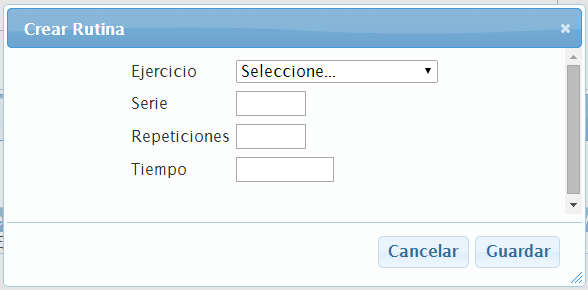 Crear Rutina
Ejercicio Seleccione...
Serie
Repeticiones
Tiempo
Cancelar Guardar